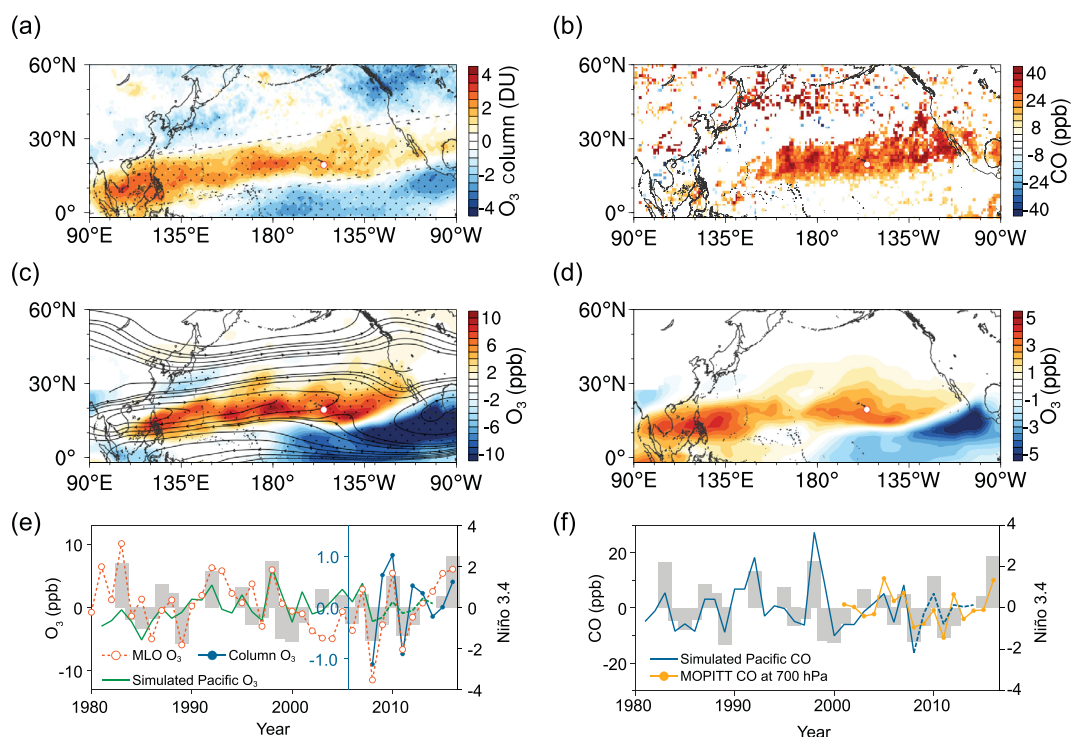 (a)
(b)
60°N
30°N
0°
90°E
135°E
180°
135°W
90°W
4
2
0
-2
-4
O₃ column (DU)
60°N
30°N
0°
90°E
135°E
180°
135°W
90°W
40
24
8
-8
-24
-40
CO (ppb)
(c)
(d)
60°N
30°N
0°
90°E
135°E
180°
135°W
90°W
10
6
2
-2
-6
-10
O₃ (ppb)
60°N
30°N
0°
90°E
135°E
180°
135°W
90°W
5
3
1
-1
-3
-5
O₃ (ppb)
(e)
(f)
O₃ (ppb)
10
0
-10
1.0
0.0
-1.0
4
2
0
-2
-4
Niño 3.4
MLO O₃
Column O₃
Simulated Pacific O₃
1980
1990
2000
2010
Year
CO (ppb)
20
0
-20
4
2
0
-2
-4
Niño 3.4
Simulated Pacific CO
MOPITT CO at 700 hPa
1980
1990
2000
2010
Year